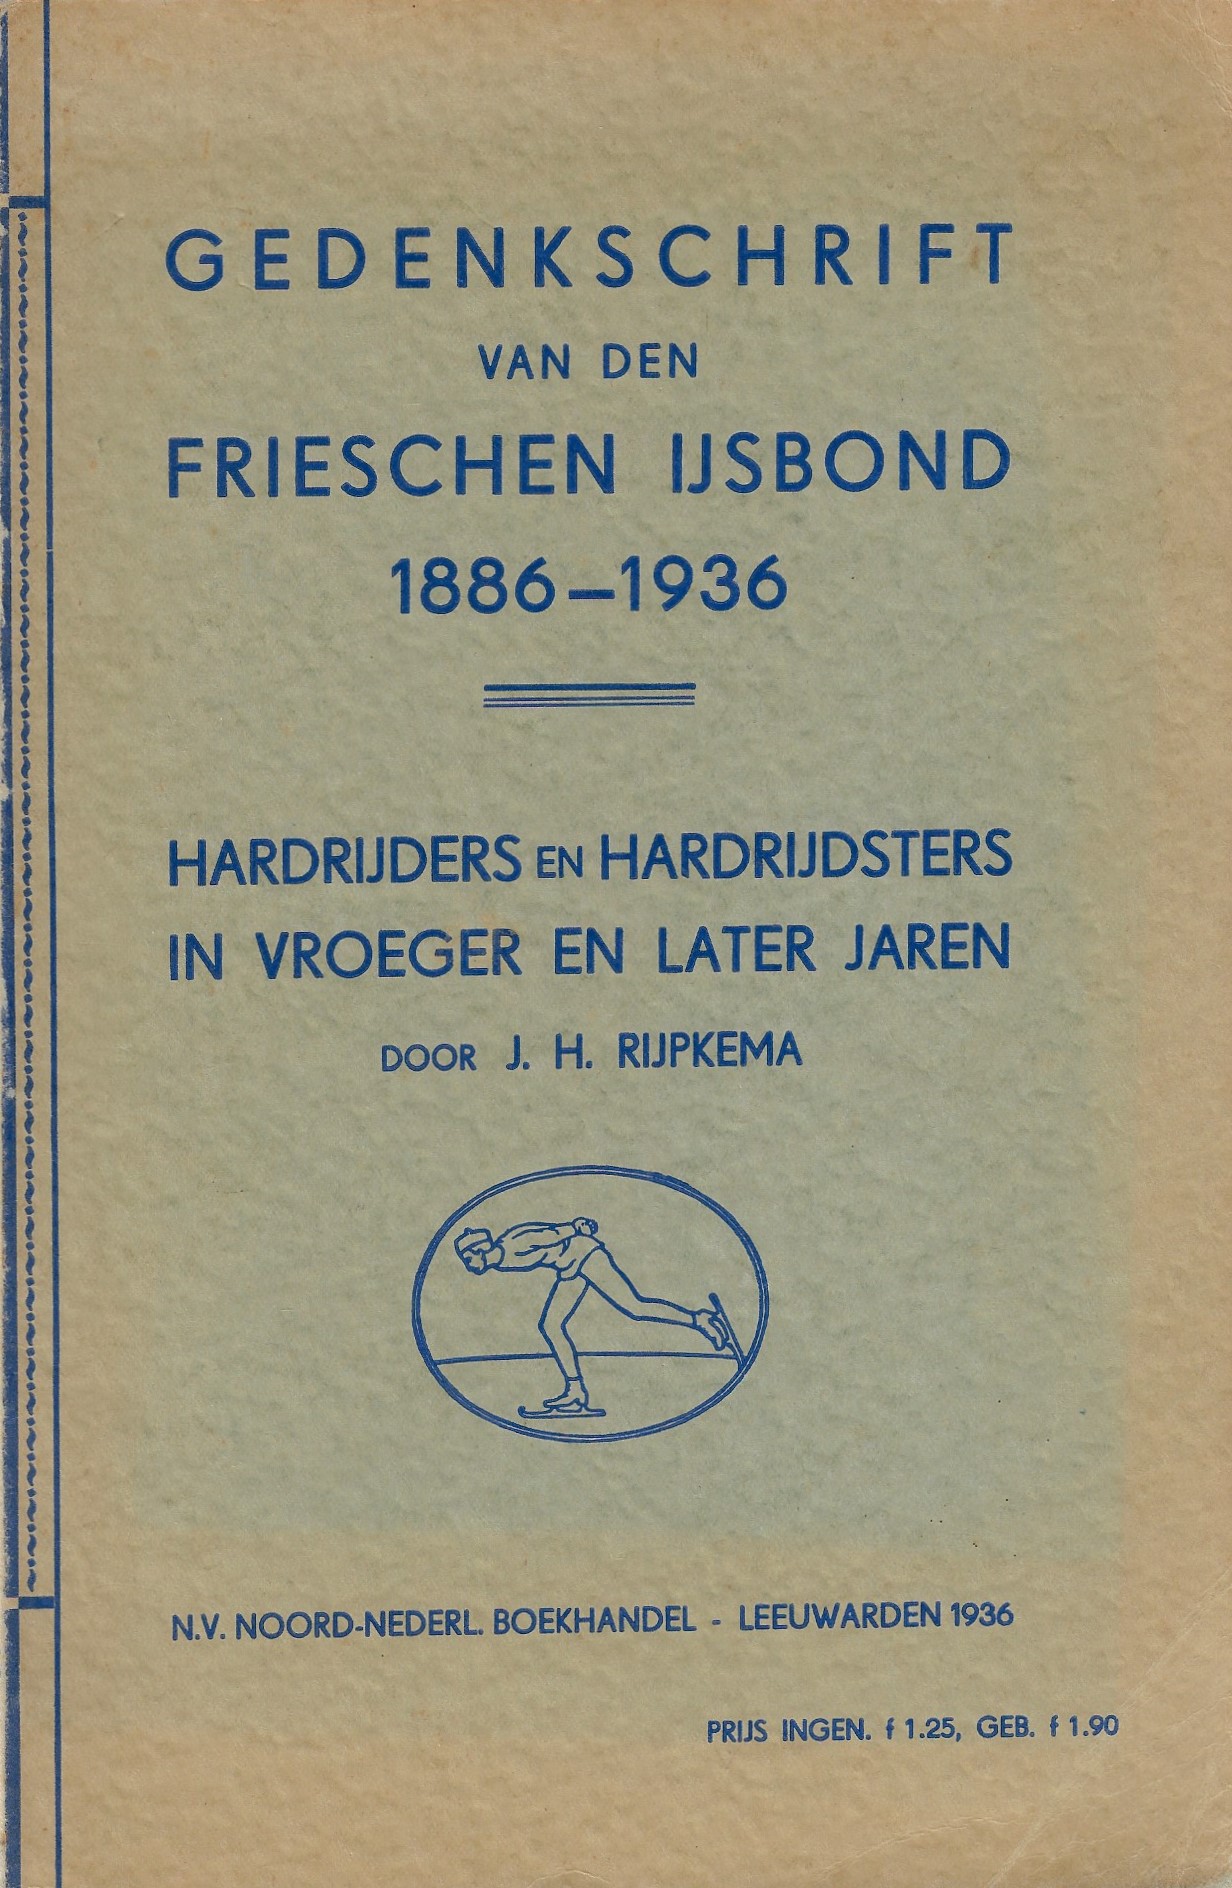 GEDENKSCHRIFT
VAN DEN
FRIESCHEN IJSBOND
1886–1936
HARDRIJDERS EN HARDRIJDSTERS
IN VROEGER EN LATER JAREN
DOOR J. H. RIJPKEMA
N.V. NOORD-NEDERL. BOEKHANDEL - LEEUWARDEN 1936
PRIJS INGEN. f 1.25, GEB. f 1.90